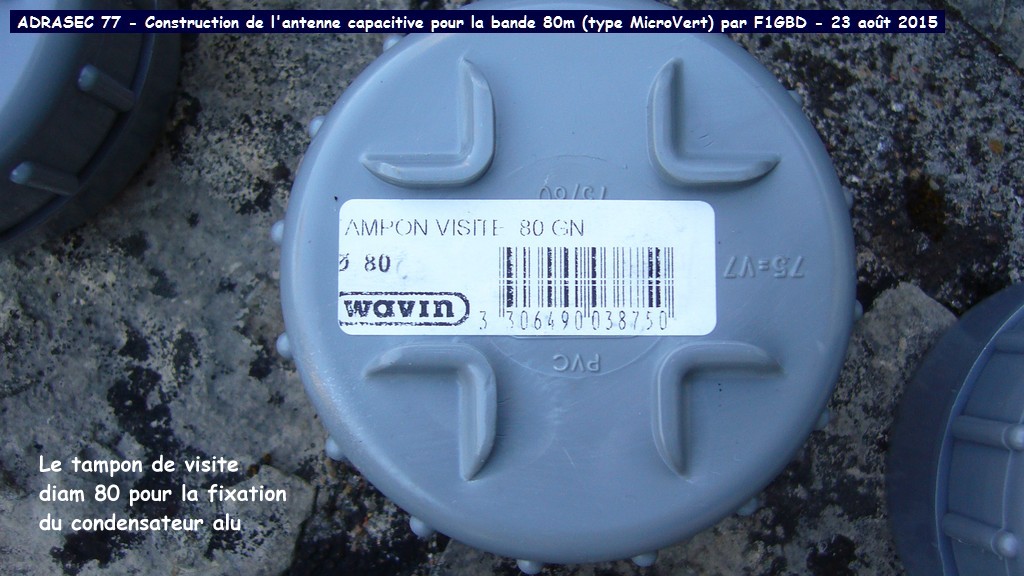 ADRASEC 77 - Construction de l'antenne capacitive pour la bande 80m (type MicroVert) par F1GBD - 23 août 2015
75/80
AMPON VISITE 80 GN
Ø 80
wavin
3 306490 038750
75=V7
PVC
Le tampon de visite
diam 80 pour la fixation
du condensateur alu